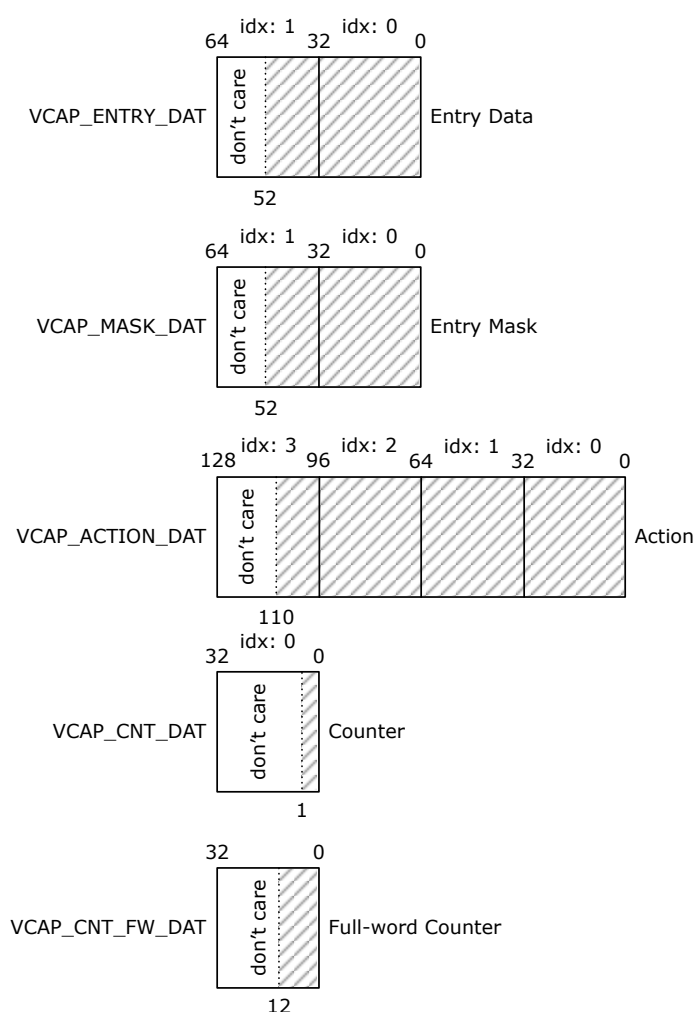 idx: 1 idx: 0
64 32 0
VCAP_ENTRY_DAT don't care Entry Data
52
idx: 1 idx: 0
64 32 0
VCAP_MASK_DAT don't care Entry Mask
52
idx: 3 idx: 2 idx: 1 idx: 0
128 96 64 32 0
VCAP_ACTION_DAT don't care Action
110
idx: 0
32 0
VCAP_CNT_DAT don't care Counter
1
32 0
VCAP_CNT_FW_DAT don't care Full-word Counter
12